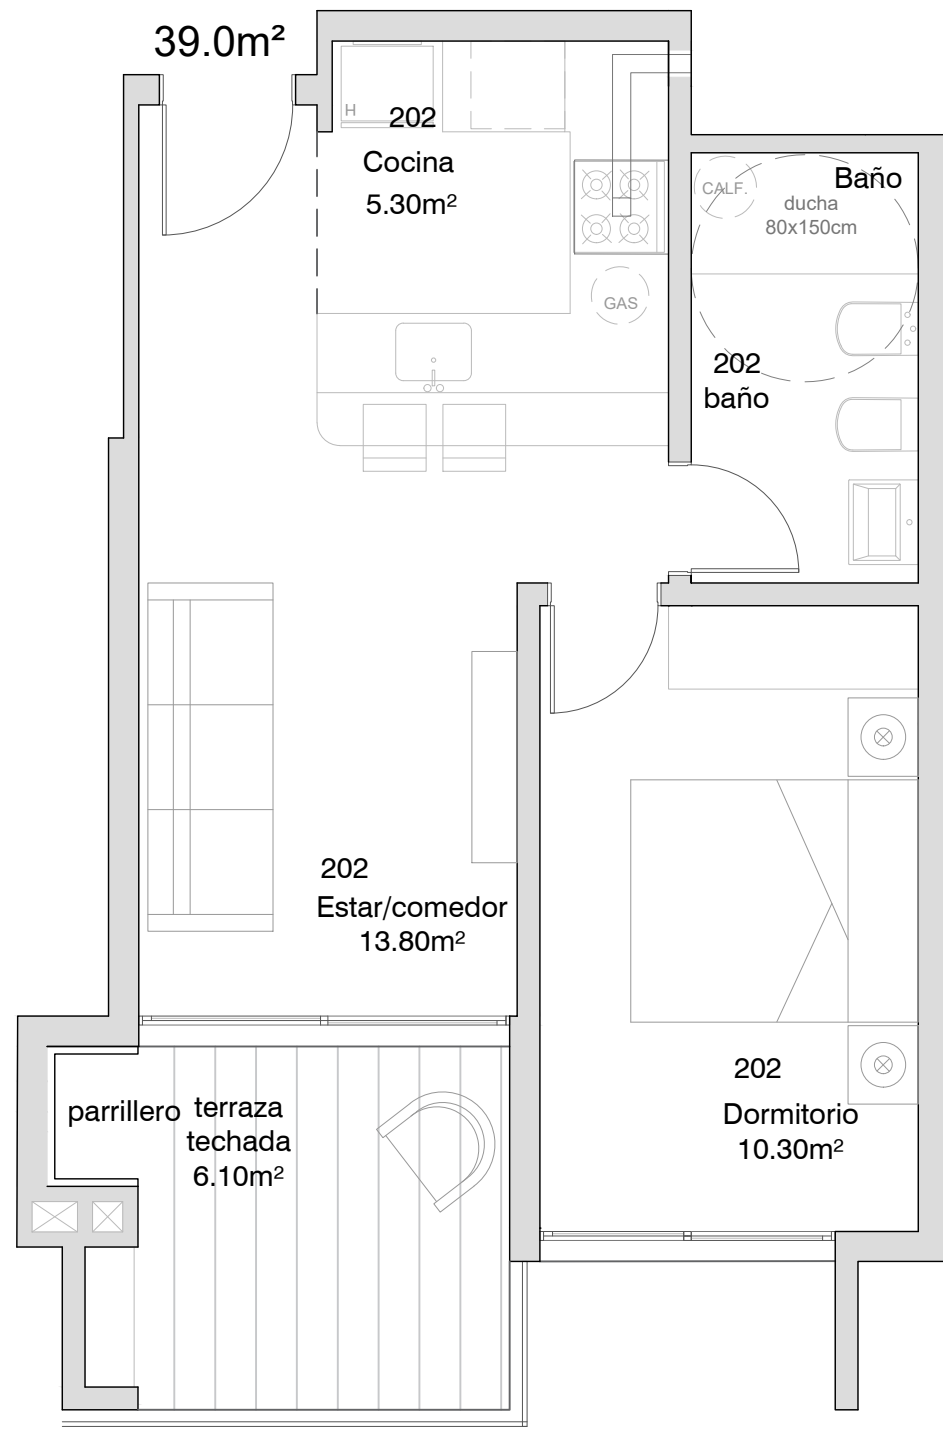 39.0m²
H
202
Cocina
5.30m²
CALF.
Baño
ducha
80x150cm
GAS
202
baño
202
Estar/comedor
13.80m²
202
Dormitorio
10.30m²
parrillero
terraza
techada
6.10m²